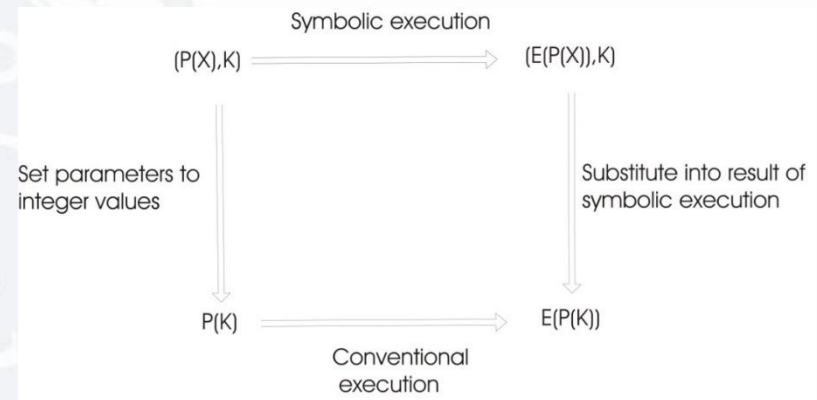 Symbolic execution
(P(X),K)
(E(P(X)),K)
Set parameters to
integer values
Substitute into result of
symbolic execution
P(K)
E(P(K))
Conventional
execution